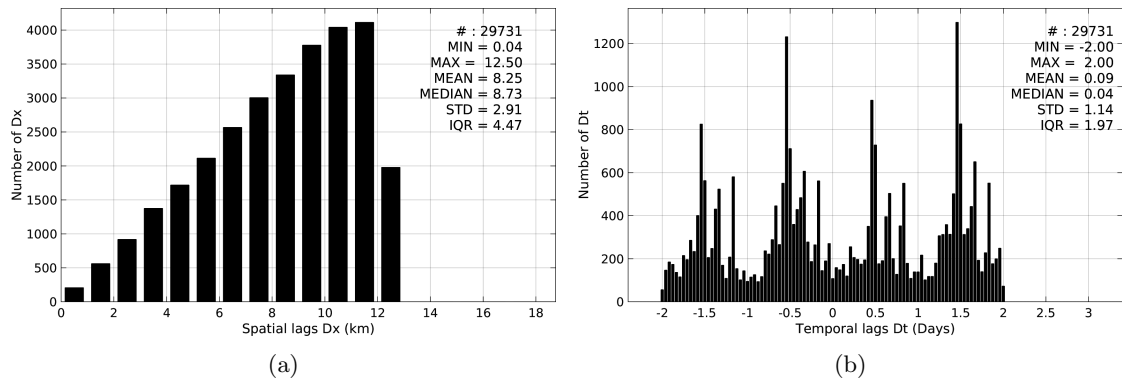 4000
3500
3000
2500
2000
1500
1000
500
0
Number of Dx
# : 29731
MIN = 0.04
MAX = 12.50
MEAN = 8.25
MEDIAN = 8.73
STD = 2.91
IQR = 4.47
0 2 4 6 8 10 12 14 16 18
Spatial lags Dx (km)
(a)
1200
1000
800
600
400
200
0
Number of Dt
# : 29731
MIN = -2.00
MAX = 2.00
MEAN = 0.09
MEDIAN = 0.04
STD = 1.14
IQR = 1.97
-2 -1.5 -1 -0.5 0 0.5 1 1.5 2 2.5 3
Temporal lags Dt (Days)
(b)